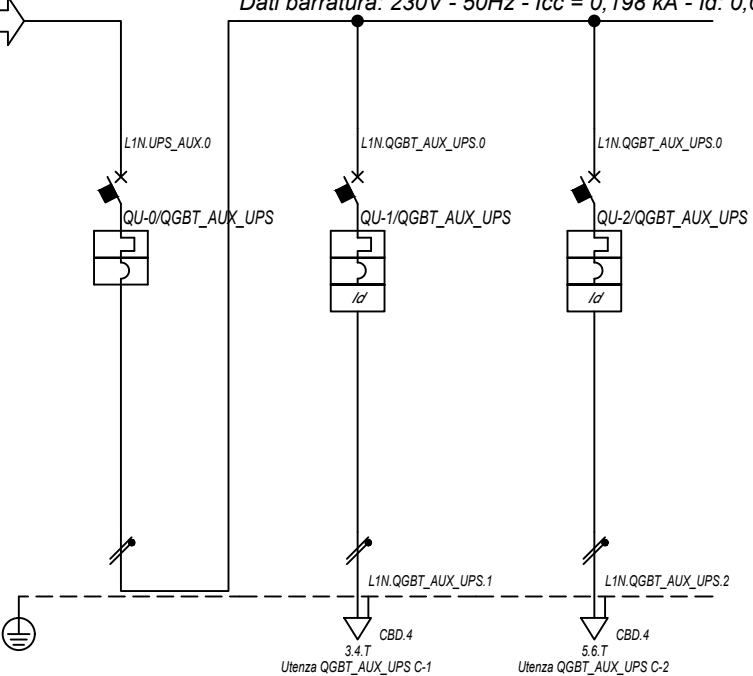 Dati barratura: 230V - 50Hz - Icc = 0,198 kA - Id: 0,0
L1N.UPS_AUX.0
L1N.QGBT_AUX_UPS.0
L1N.QGBT_AUX_UPS.0
QU-0/QGBT_AUX_UPS
QU-1/QGBT_AUX_UPS
QU-2/QGBT_AUX_UPS
Id
Id
L1N.QGBT_AUX_UPS.1
L1N.QGBT_AUX_UPS.2
CBD.4
CBD.4
3.4.T
5.6.T
Utenza QGBT_AUX_UPS C-1
Utenza QGBT_AUX_UPS C-2